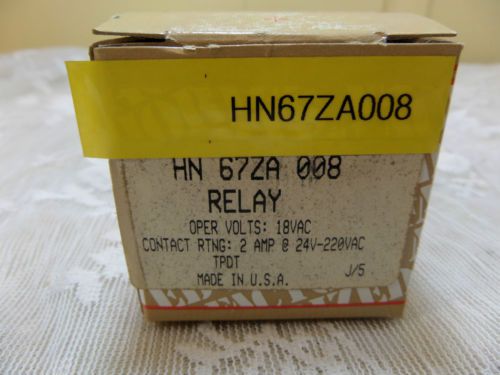 HN67ZA008
HN 67ZA 008
RELAY
OPER VOLTS: 18VAC
CONTACT RTNG: 2 AMP @ 24V-220VAC
TPDT
J/5
MADE IN U.S.A.